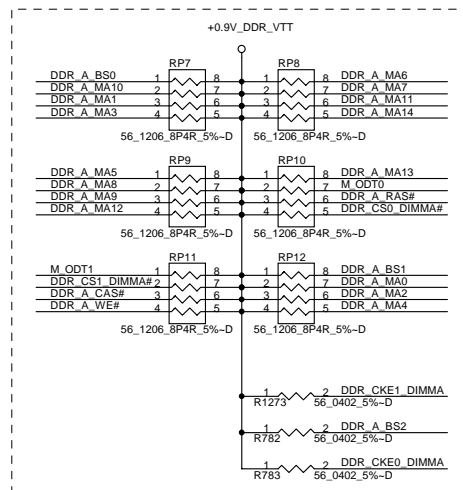 +0.9V_DDR_VTT
RP7 RP8
DDR_A_BS0 1 8 1 8 DDR_A_MA6
DDR_A_MA10 2 7 2 7 DDR_A_MA7
DDR_A_MA1 3 6 3 6 DDR_A_MA11
DDR_A_MA3 4 5 4 5 DDR_A_MA14
56_1206_8P4R_5%~D 56_1206_8P4R_5%~D
RP9 RP10
DDR_A_MA5 1 8 1 8 DDR_A_MA13
DDR_A_MA8 2 7 2 7 M_ODT0
DDR_A_MA9 3 6 3 6 DDR_A_RAS#
DDR_A_MA12 4 5 4 5 DDR_CS0_DIMMA#
56_1206_8P4R_5%~D 56_1206_8P4R_5%~D
RP11 RP12
M_ODT1 1 8 1 8 DDR_A_BS1
DDR_CS1_DIMMA# 2 7 2 7 DDR_A_MA0
DDR_A_CAS# 3 6 3 6 DDR_A_MA2
DDR_A_WE# 4 5 4 5 DDR_A_MA4
56_1206_8P4R_5%~D 56_1206_8P4R_5%~D
1 2 DDR_CKE1_DIMMA
R1273 56_0402_5%~D
1 2 DDR_A_BS2
R782 56_0402_5%~D
1 2 DDR_CKE0_DIMMA
R783 56_0402_5%~D